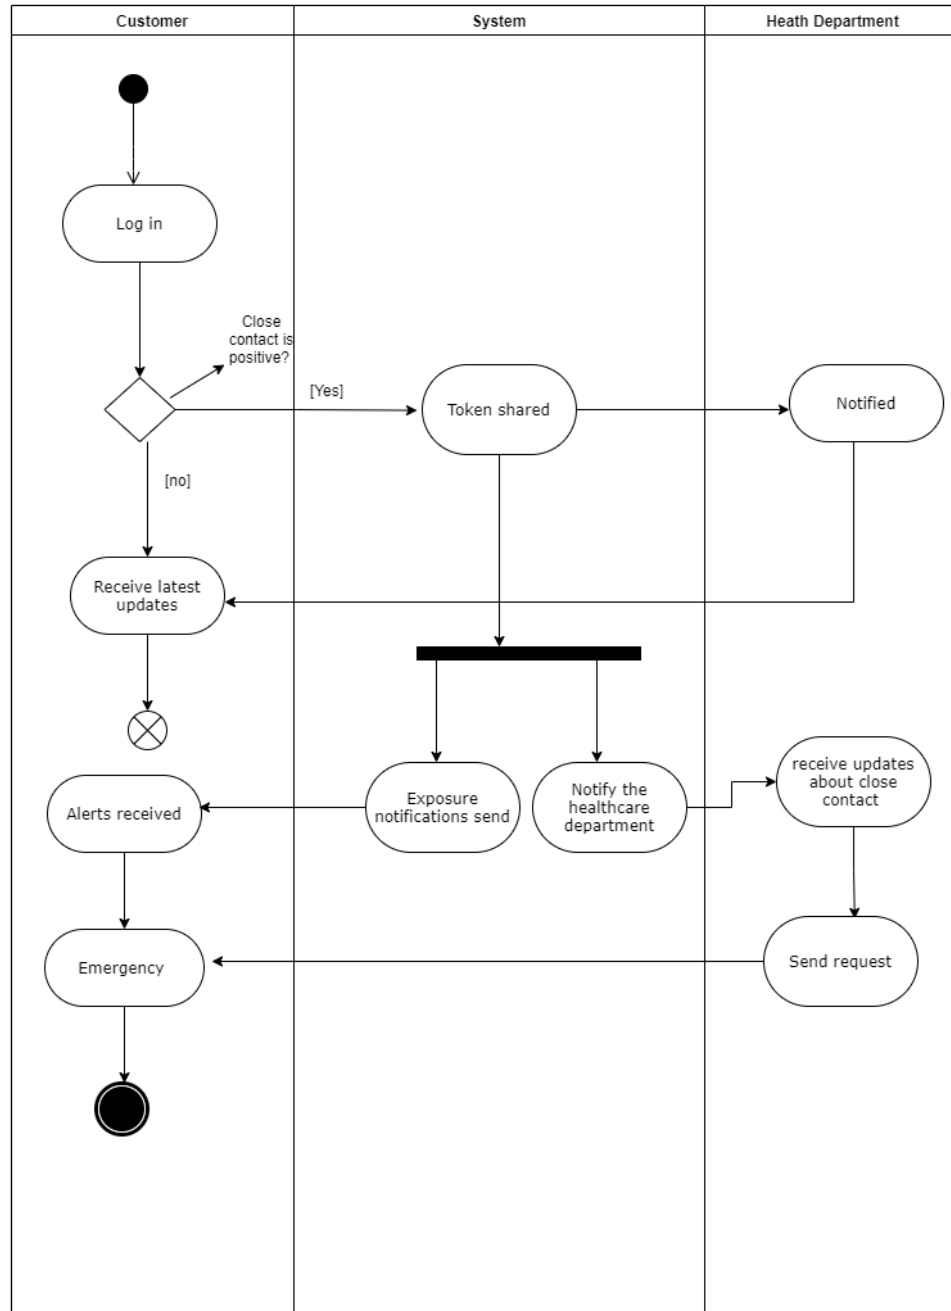 Customer
System
Heath Department
Log in
Close
contact is
positive?
[Yes]
Token shared
Notified
[no]
Receive latest
updates
Alerts received
Exposure
notifications send
Notify the
healthcare
department
receive updates
about close
contact
Emergency
Send request